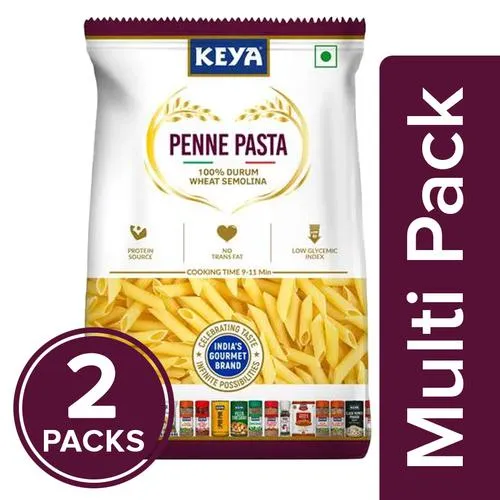 KEYA
PENNE PASTA
100% DURUM
WHEAT SEMOLINA
PROTEIN
SOURCE
NO
TRANS FAT
LOW GLYCEMIC
INDEX
COOKING TIME 9-11 Min
CELEBRATING TASTE
INDIA'S
GOURMET
BRAND
INFINITE POSSIBILITIES
2
PACKS
Multi Pack